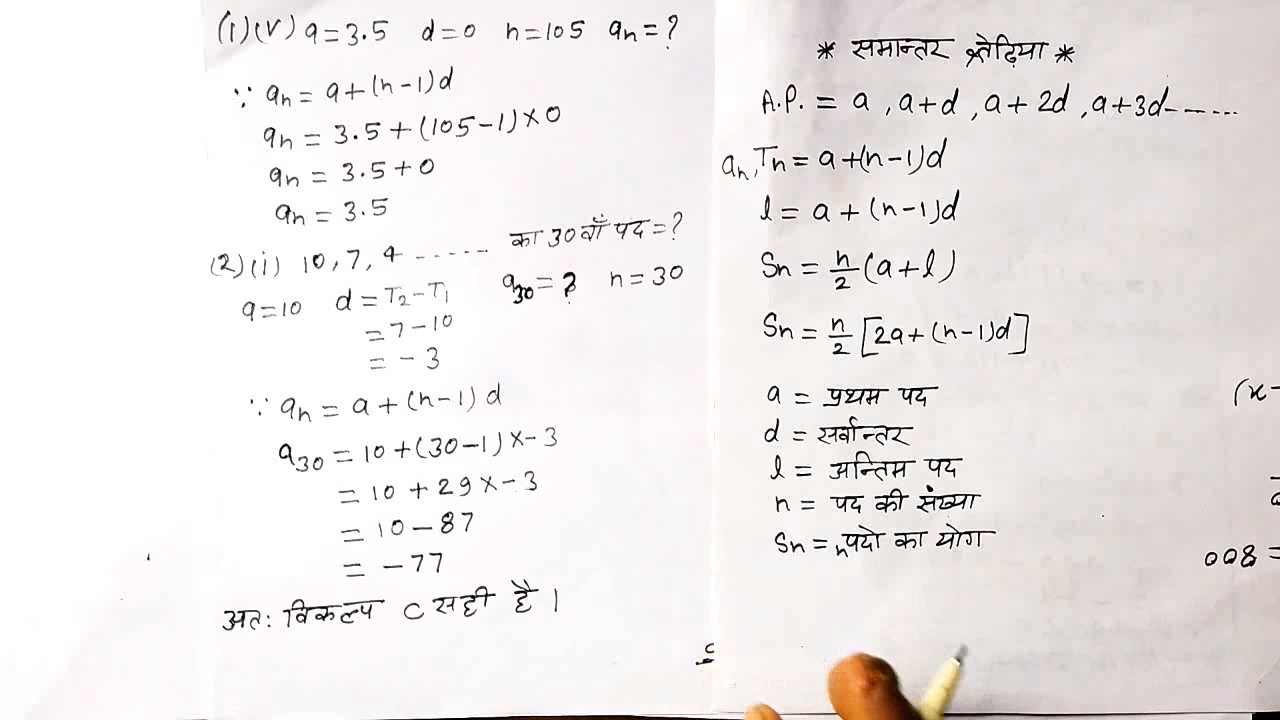 (1)(V) a=3.5 d=0 n=105 an=?
∵ an = a+(n-1)d
an = 3.5+(105-1)×0
an = 3.5+0
an = 3.5
(2)(i) 10,7,4 ------ का 30वाँ पद=?
a=10 d=T2-T1 a30=? n=30
=7-10
=-3
∵ an = a+(n-1)d
a30 = 10+(30-1)×-3
= 10+29×-3
= 10-87
= -77
अतः विकल्प C सही है।
* समान्तर श्रेढ़िया *
A.P. = a, a+d, a+2d, a+3d------
an, Tn = a+(n-1)d
l = a+(n-1)d
Sn = n/2 (a+l)
Sn = n/2 [2a+(n-1)d]
a = प्रथम पद
d = सर्वान्तर
l = अन्तिम पद
n = पद की संख्या
Sn = n पदो का योग
(x-
008 =